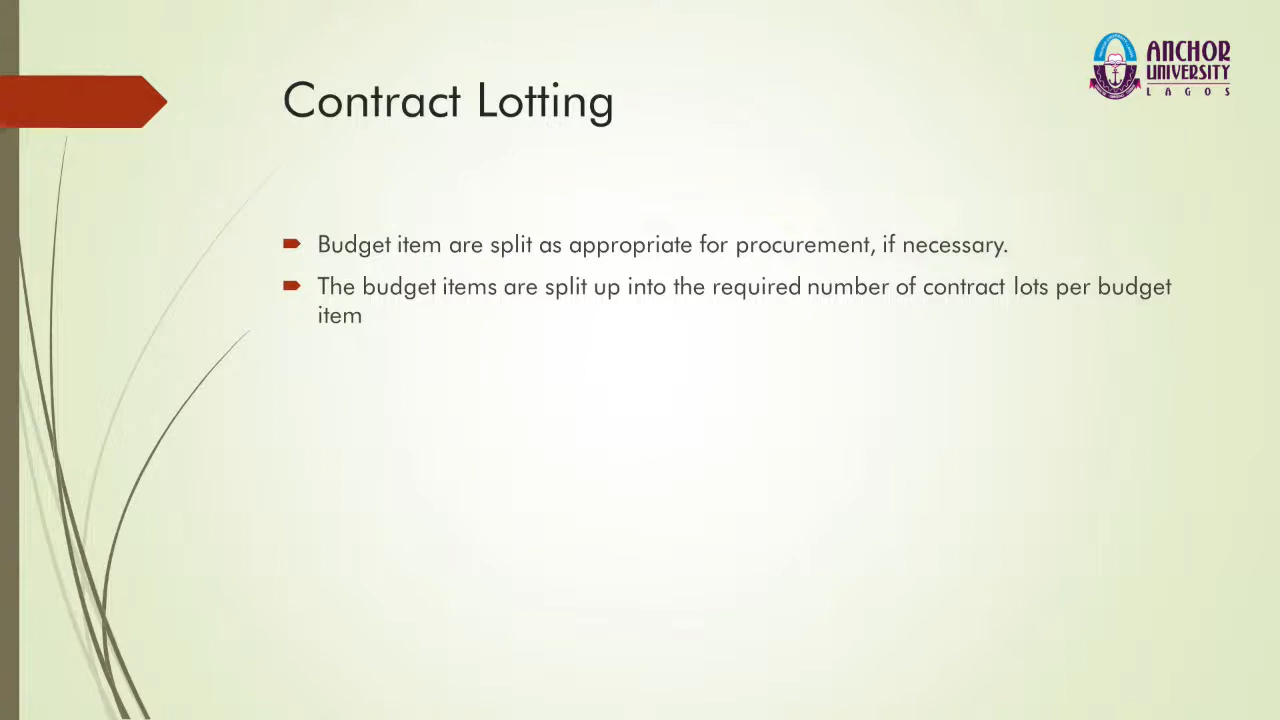 ANCHOR
UNIVERSITY
LAGOS
Contract Lotting
Budget item are split as appropriate for procurement, if necessary.
The budget items are split up into the required number of contract lots per budget
item